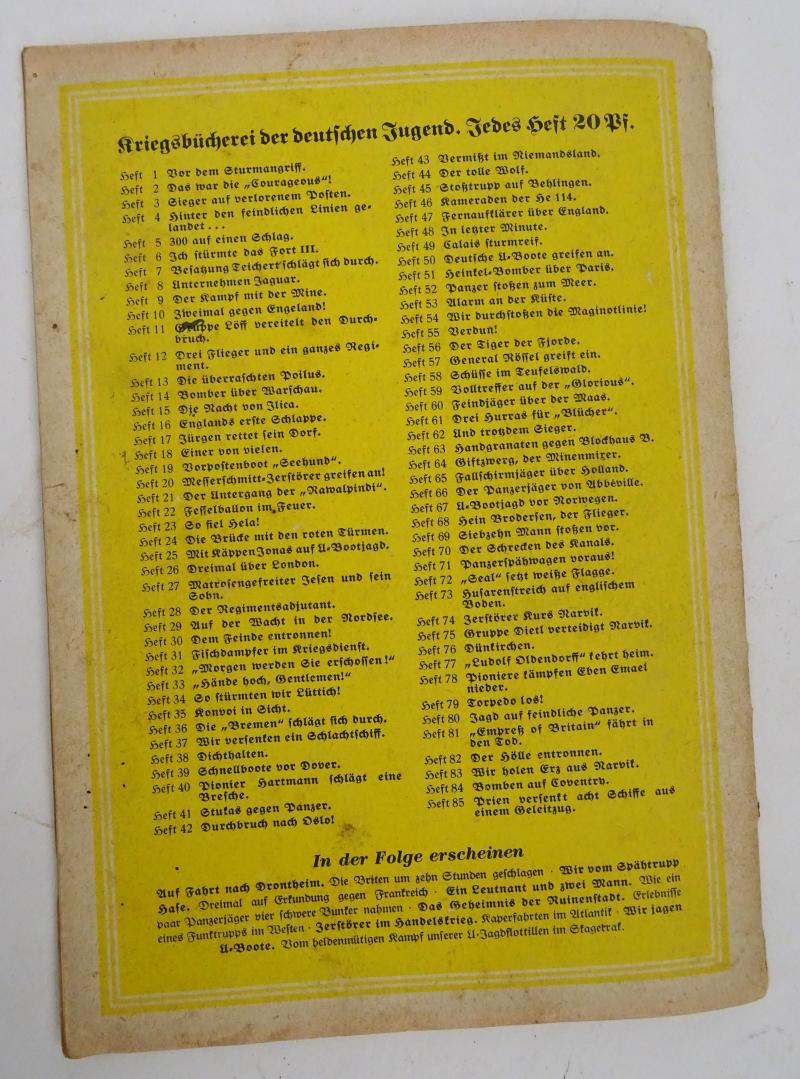 Kriegsbücherei der deutschen Jugend. Jedes Heft 20 Pf.
Heft 1 Vor dem Sturmangriff.
Heft 2 Das war die „Courageous“!
Heft 3 Sieger auf verlorenem Posten.
Heft 4 Hinter den feindlichen Linien ge-
landet...
Heft 5 300 auf einen Schlag.
Heft 6 Ich stürmte das Fort III.
Heft 7 Besatzung Teichert schlägt sich durch.
Heft 8 Unternehmen Jaguar.
Heft 9 Der Kampf mit der Mine.
Heft 10 Zweimal gegen Engeland!
Heft 11 Gruppe Löff vereitelt den Durch-
bruch.
Heft 12 Drei Flieger und ein ganzes Regi-
ment.
Heft 13 Die überraschten Poilus.
Heft 14 Bomber über Warschau.
Heft 15 Die Nacht von Ilica.
Heft 16 Englands erste Schlappe.
Heft 17 Jürgen rettet sein Dorf.
Heft 18 Einer von vielen.
Heft 19 Vorpostenboot „Seehund“.
Heft 20 Messerschmitt-Zerstörer greifen an!
Heft 21 Der Untergang der „Rawalpindi“.
Heft 22 Fesselballon im Feuer.
Heft 23 So fiel Hela!
Heft 24 Die Brücke mit den roten Türmen.
Heft 25 Mit Käppen Jonas auf U-Bootjagd.
Heft 26 Dreimal über London.
Heft 27 Matrosengefreiter Jesen und sein
Sohn.
Heft 28 Der Regimentsadjutant.
Heft 29 Auf der Wacht in der Nordsee.
Heft 30 Dem Feinde entronnen!
Heft 31 Fischdampfer im Kriegsdienst.
Heft 32 „Morgen werden Sie erschossen!“
Heft 33 „Hände hoch, Gentlemen!“
Heft 34 So stürmten wir Lüttich!
Heft 35 Konvoi in Sicht.
Heft 36 Die „Bremen“ schlägt sich durch.
Heft 37 Wir versenken ein Schlachtschiff.
Heft 38 Dichthalten.
Heft 39 Schnellboote vor Dover.
Heft 40 Pionier Hartmann schlägt eine
Bresche.
Heft 41 Stukas gegen Panzer.
Heft 42 Durchbruch nach Oslo!
Heft 43 Vermißt im Niemandsland.
Heft 44 Der tolle Wolf.
Heft 45 Stoßtrupp auf Behlingen.
Heft 46 Kameraden der He 114.
Heft 47 Fernaufklärer über England.
Heft 48 In letzter Minute.
Heft 49 Calais sturmreif.
Heft 50 Deutsche U-Boote greifen an.
Heft 51 Heinkel-Bomber über Paris.
Heft 52 Panzer stoßen zum Meer.
Heft 53 Alarm an der Küste.
Heft 54 Wir durchstoßen die Maginotlinie!
Heft 55 Verdun!
Heft 56 Der Tiger der Fjorde.
Heft 57 General Rössel greift ein.
Heft 58 Schüsse im Teufelswald.
Heft 59 Volltreffer auf der „Glorious“.
Heft 60 Feindjäger über der Maas.
Heft 61 Drei Hurras für „Blücher“.
Heft 62 Und trotzdem Sieger.
Heft 63 Handgranaten gegen Blockhaus B.
Heft 64 Giftzwerg, der Minenmixer.
Heft 65 Fallschirmjäger über Holland.
Heft 66 Der Panzerjäger von Abbéville.
Heft 67 U-Bootjagd vor Norwegen.
Heft 68 Hein Brodersen, der Flieger.
Heft 69 Siebzehn Mann stoßen vor.
Heft 70 Der Schrecken des Kanals.
Heft 71 Panzerspähwagen voraus!
Heft 72 „Seal“ setzt weiße Flagge.
Heft 73 Husarenstreich auf englischem
Boden.
Heft 74 Zerstörer Kurs Narvik.
Heft 75 Gruppe Dietl verteidigt Narvik.
Heft 76 Dünkirchen.
Heft 77 „Ludolf Oldendorff“ kehrt heim.
Heft 78 Pioniere kämpfen Eben Emael
nieder.
Heft 79 Torpedo los!
Heft 80 Jagd auf feindliche Panzer.
Heft 81 „Empreß of Britain“ fährt in
den Tod.
Heft 82 Der Hölle entronnen.
Heft 83 Wir holen Erz aus Narvik.
Heft 84 Bomben auf Coventry.
Heft 85 Prien versenkt acht Schiffe aus
einem Geleitzug.
In der Folge erscheinen
Auf Fahrt nach Drontheim. Die Briten um zehn Stunden geschlagen · Wir vom Spähtrupp
Hase. Dreimal auf Erkundung gegen Frankreich · Ein Leutnant und zwei Mann. Wie ein
paar Panzerjäger vier schwere Bunker nahmen · Das Geheimnis der Ruinenstadt. Erlebnisse
eines Funktrupps im Westen · Zerstörer im Handelskrieg. Kaperfahrten im Atlantik · Wir jagen
U-Boote. Vom heldenmütigen Kampf unserer U-Jagdflottillen im Skagerrak.